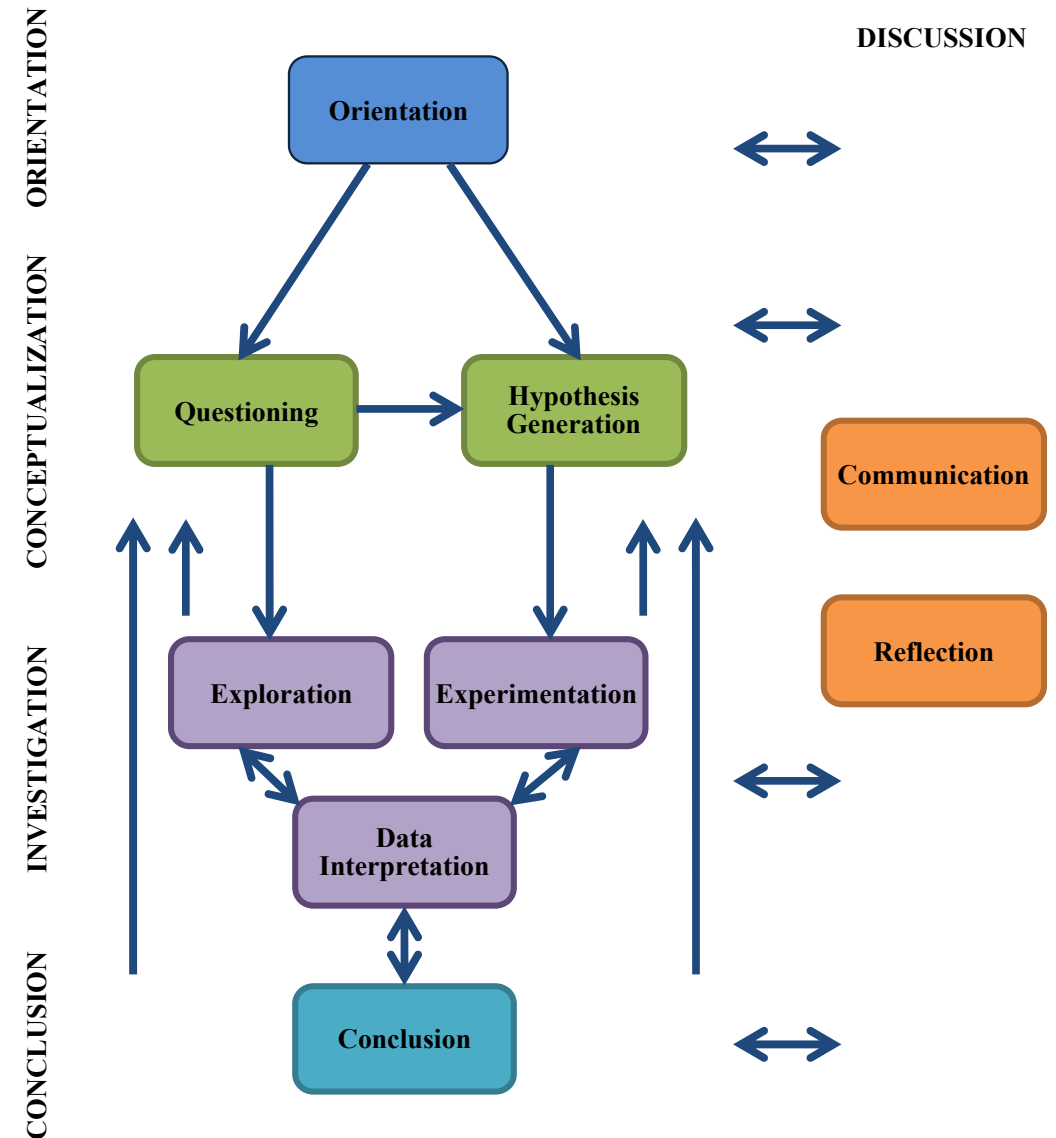 ORIENTATION
DISCUSSION
Orientation
CONCEPTUALIZATION
Questioning
Hypothesis
Generation
Communication
INVESTIGATION
Exploration
Experimentation
Reflection
Data
Interpretation
CONCLUSION
Conclusion